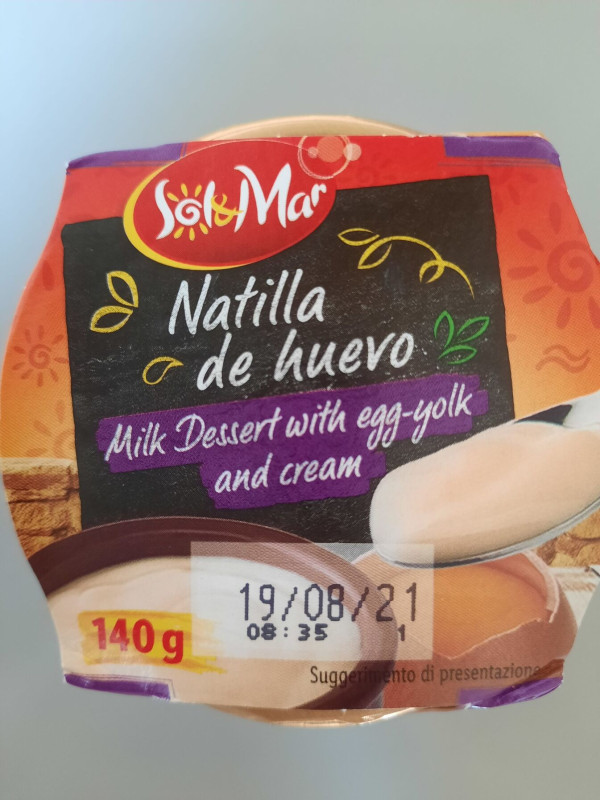 Sol&Mar
Natilla
de huevo
Milk Dessert with egg-yolk
and cream
19/08/21
08:35 1
140g
Suggerimento di presentazione